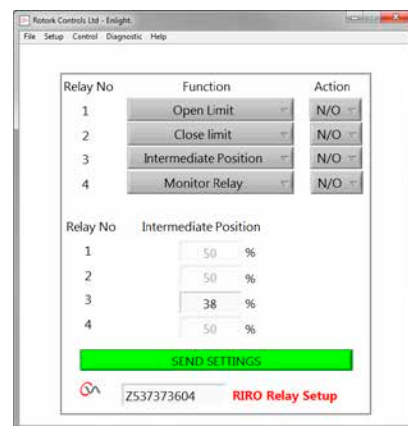 Rotork Controls Ltd - Enlight.
File Setup Control Diagnostic Help
Relay No Function Action
1 Open Limit N/O
2 Close limit N/O
3 Intermediate Position N/O
4 Monitor Relay N/O
Relay No Intermediate Position
1 50 %
2 50 %
3 38 %
4 50 %
SEND SETTINGS
Z537373604 RIRO Relay Setup